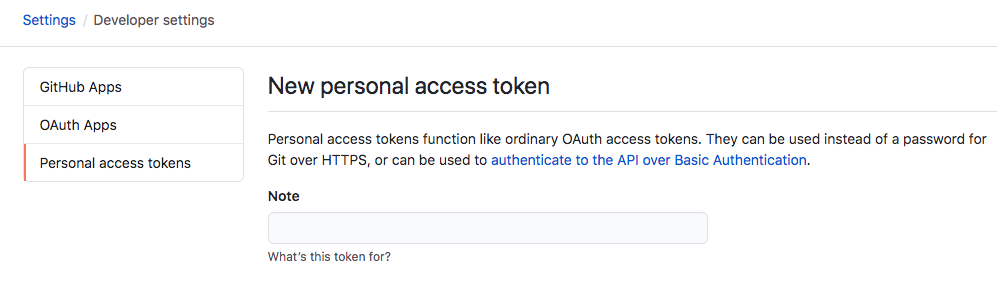 Settings / Developer settings
GitHub Apps
OAuth Apps
Personal access tokens
New personal access token
Personal access tokens function like ordinary OAuth access tokens. They can be used instead of a password for
Git over HTTPS, or can be used to authenticate to the API over Basic Authentication.
Note
What's this token for?